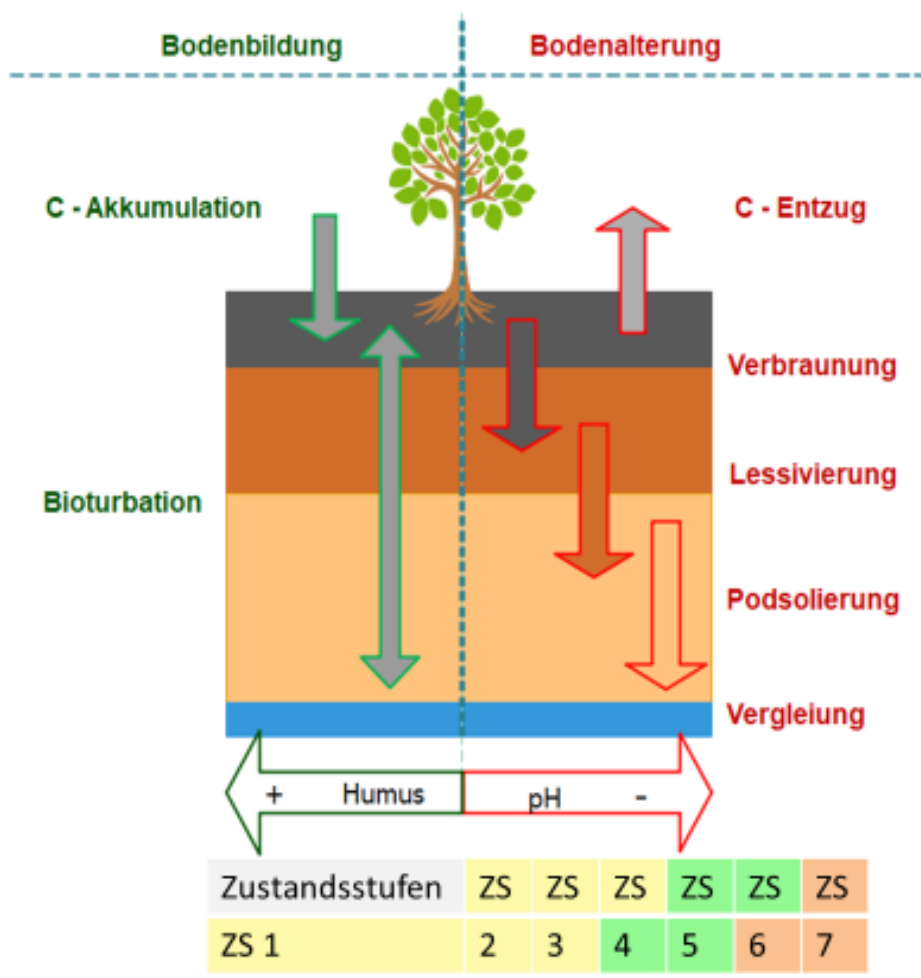 Bodenbildung Bodenalterung
C - Akkumulation C - Entzug
Verbraunung
Lessivierung
Bioturbation
Podsolierung
Vergleiung
+ Humus pH -
Zustandsstufen ZS ZS ZS ZS ZS ZS
ZS 1 2 3 4 5 6 7